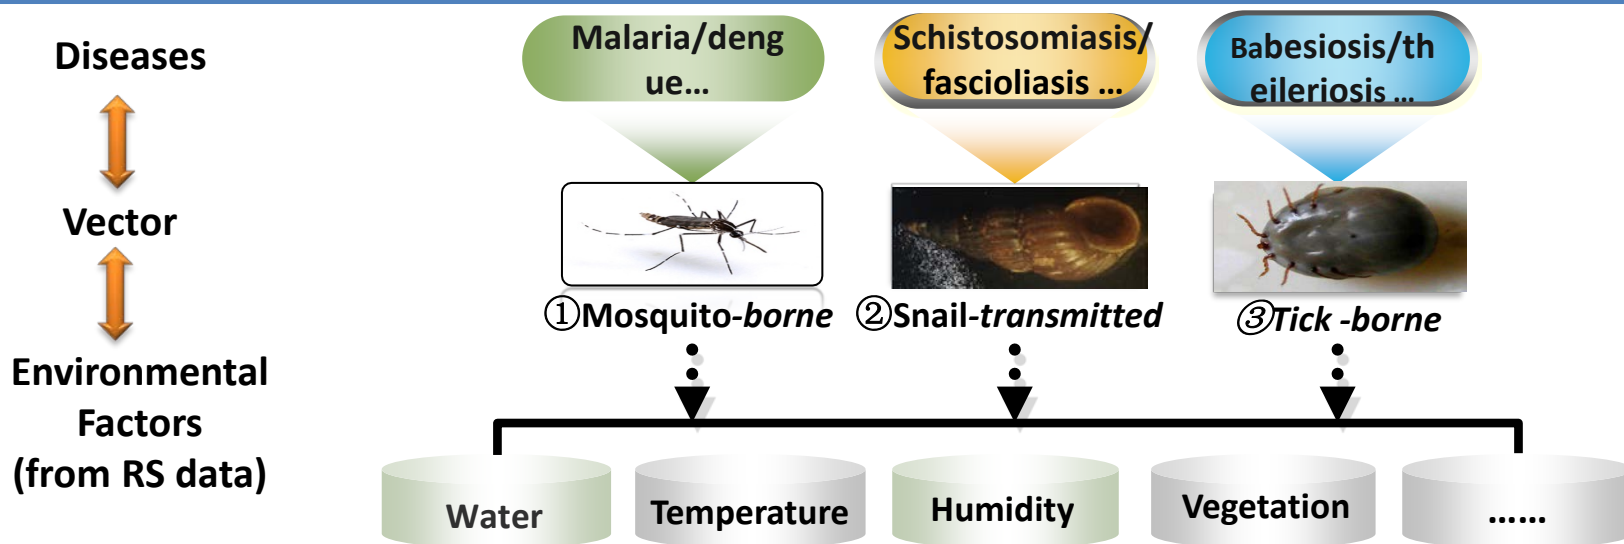 Diseases
Malaria/deng
ue...
Schistosomiasis/
fascioliasis ...
Babesiosis/th
eileriosis ...
Vector
①Mosquito-borne
②Snail-transmitted
③Tick -borne
Environmental
Factors
(from RS data)
Water
Temperature
Humidity
Vegetation
......